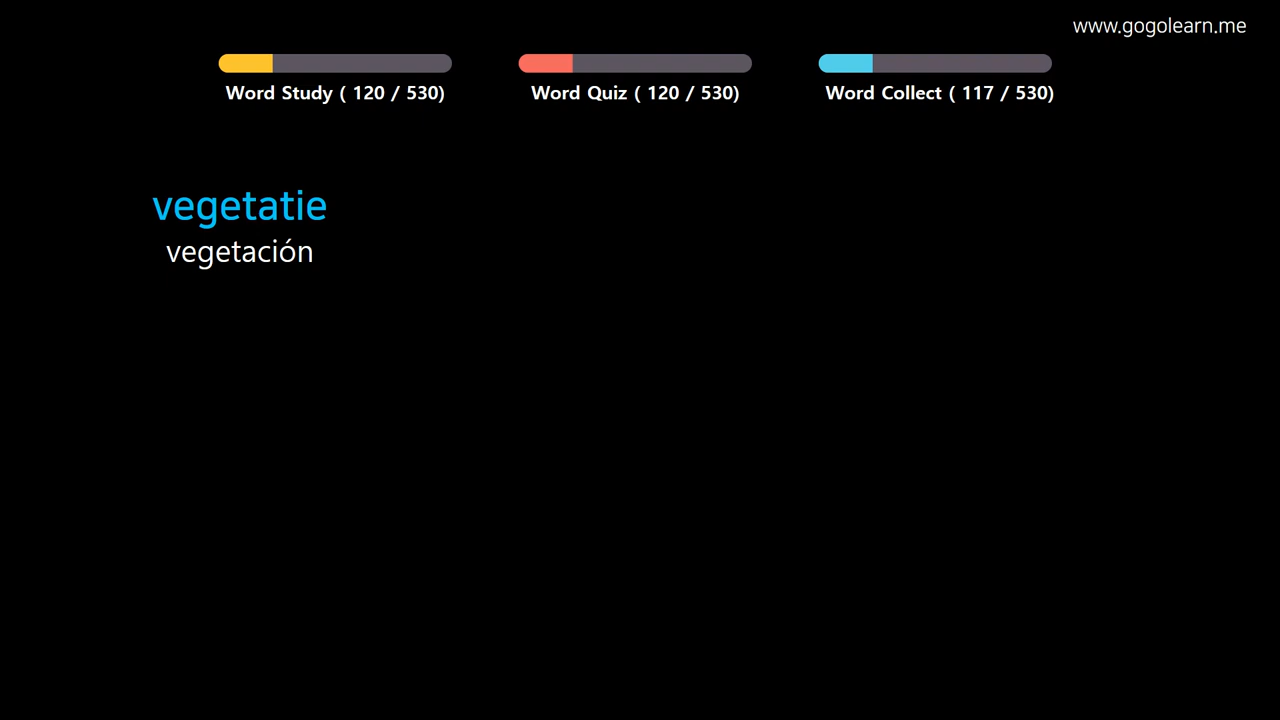 www.gogolearn.me
Word Study ( 120 / 530)
Word Quiz ( 120 / 530)
Word Collect ( 117 / 530)
vegetatie
vegetación